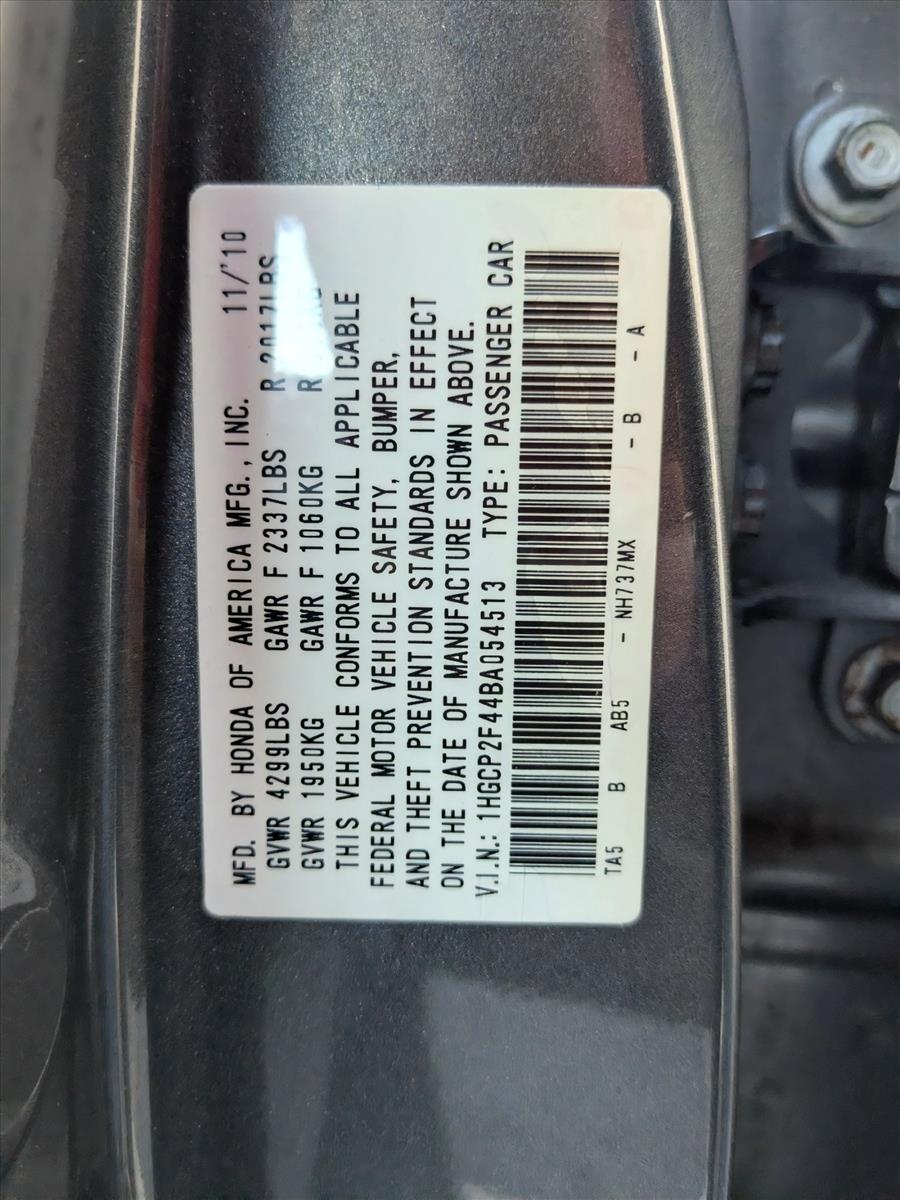 MFD. BY HONDA OF AMERICA MFG., INC. 11/'10
GVWR 4299LBS GAWR F 2337LBS R 2017LBS
GVWR 1950KG GAWR F 1060KG R
THIS VEHICLE CONFORMS TO ALL APPLICABLE
FEDERAL MOTOR VEHICLE SAFETY, BUMPER,
AND THEFT PREVENTION STANDARDS IN EFFECT
ON THE DATE OF MANUFACTURE SHOWN ABOVE.
V.I.N.: 1HGCP2F44BA054513 TYPE: PASSENGER CAR
TA5 B AB5 - NH737MX - B - A